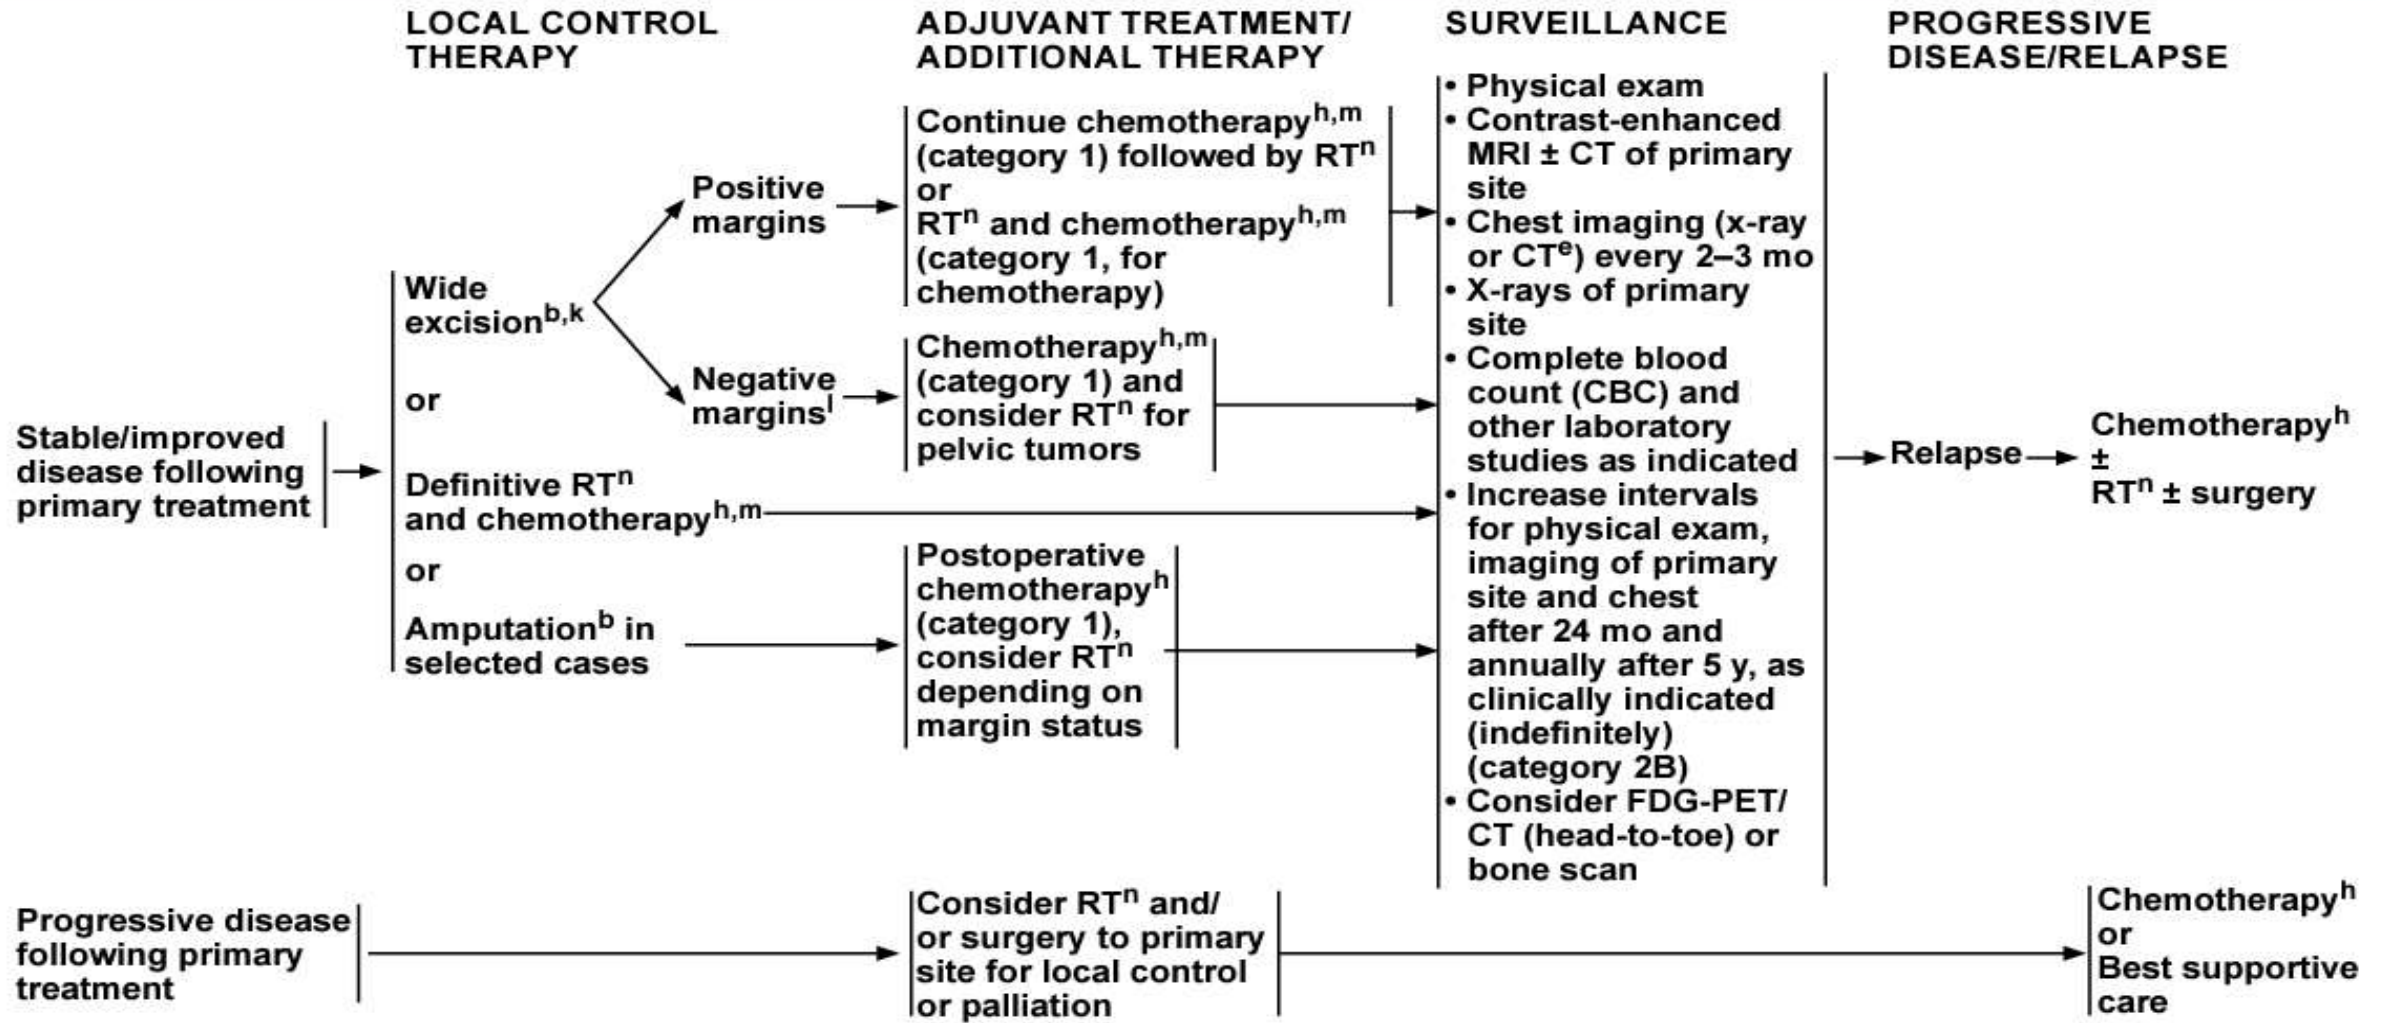 LOCAL CONTROL
THERAPY
ADJUVANT TREATMENT/
ADDITIONAL THERAPY
SURVEILLANCE
PROGRESSIVE
DISEASE/RELAPSE
Stable/improved
disease following
primary treatment
Wide
excisionb,k
or
Definitive RTn
and chemotherapyh,m
or
Amputationb in
selected cases
Positive
margins
Negative
marginsl
Continue chemotherapyh,m
(category 1) followed by RTn
or
RTn and chemotherapyh,m
(category 1, for
chemotherapy)
Chemotherapyh,m
(category 1) and
consider RTn for
pelvic tumors
Postoperative
chemotherapyh
(category 1),
consider RTn
depending on
margin status
• Physical exam
• Contrast-enhanced
MRI ± CT of primary
site
• Chest imaging (x-ray
or CTe) every 2–3 mo
• X-rays of primary
site
• Complete blood
count (CBC) and
other laboratory
studies as indicated
• Increase intervals
for physical exam,
imaging of primary
site and chest
after 24 mo and
annually after 5 y, as
clinically indicated
(indefinitely)
(category 2B)
• Consider FDG-PET/
CT (head-to-toe) or
bone scan
Relapse
Chemotherapyh
±
RTn ± surgery
Progressive disease
following primary
treatment
Consider RTn and/
or surgery to primary
site for local control
or palliation
Chemotherapyh
or
Best supportive
care